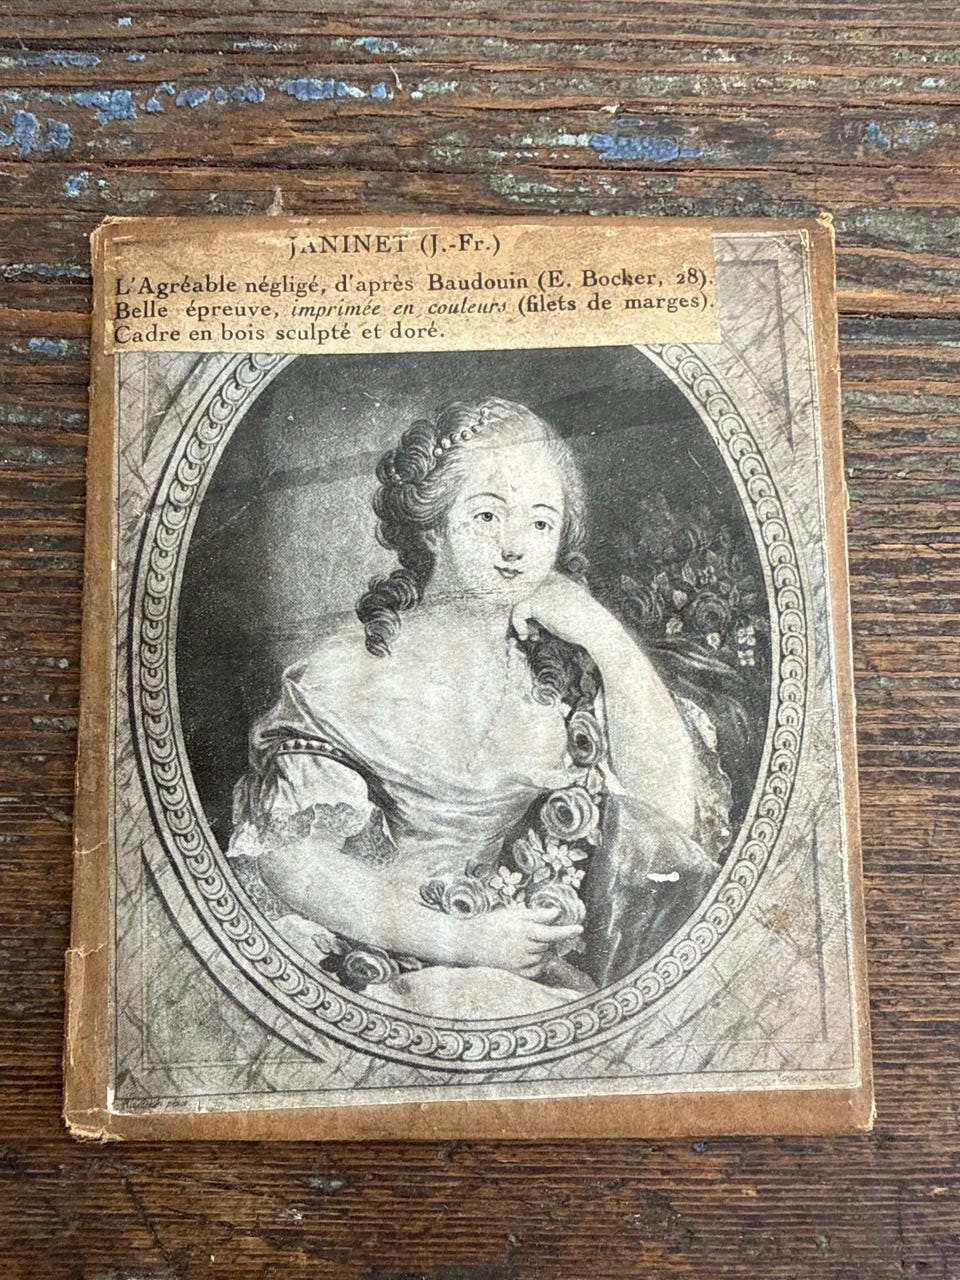 JANINET (J.-Fr.)
L'Agréable négligé, d'après Baudouin (E. Bocker, 28).
Belle épreuve, imprimée en couleurs (filets de marges).
Cadre en bois sculpté et doré.